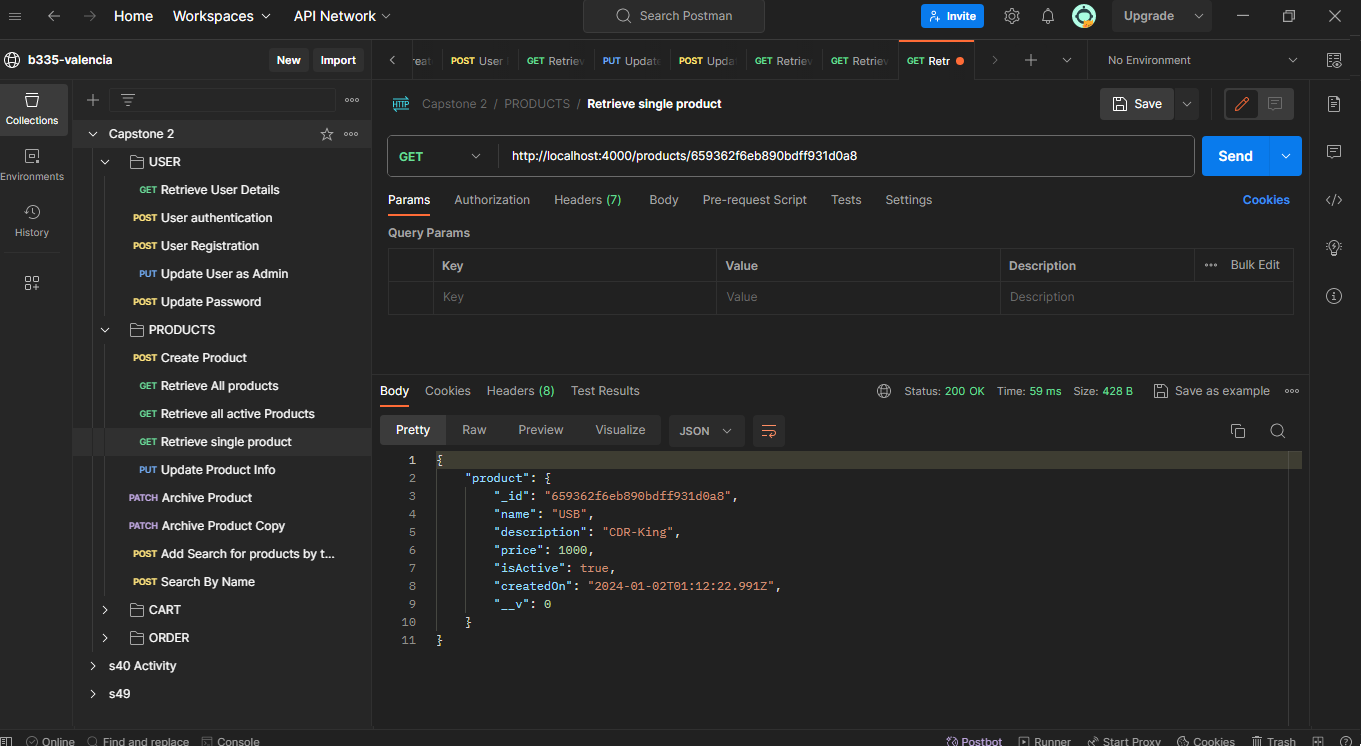 Home Workspaces API Network Search Postman Invite Upgrade
b335-valencia New Import
POST User GET Retriev PUT Update POST Upda GET Retriev GET Retriev GET Retr No Environment
Collections
Environments
History
Capstone 2
USER
GET Retrieve User Details
POST User authentication
POST User Registration
PUT Update User as Admin
POST Update Password
PRODUCTS
POST Create Product
GET Retrieve All products
GET Retrieve all active Products
GET Retrieve single product
PUT Update Product Info
PATCH Archive Product
PATCH Archive Product Copy
POST Add Search for products by t...
POST Search By Name
CART
ORDER
s40 Activity
s49
HTTP Capstone 2 / PRODUCTS / Retrieve single product Save
GET http://localhost:4000/products/659362f6eb890bdff931d0a8 Send
Params Authorization Headers (7) Body Pre-request Script Tests Settings Cookies
Query Params
Key Value Description Bulk Edit
Key Value Description
Body Cookies Headers (8) Test Results Status: 200 OK Time: 59 ms Size: 428 B Save as example
Pretty Raw Preview Visualize JSON
1 {
2 "product": {
3 "_id": "659362f6eb890bdff931d0a8",
4 "name": "USB",
5 "description": "CDR-King",
6 "price": 1000,
7 "isActive": true,
8 "createdOn": "2024-01-02T01:12:22.991Z",
9 "__v": 0
10 }
11 }
Online Find and replace Console Postbot Runner Start Proxy Cookies Trash